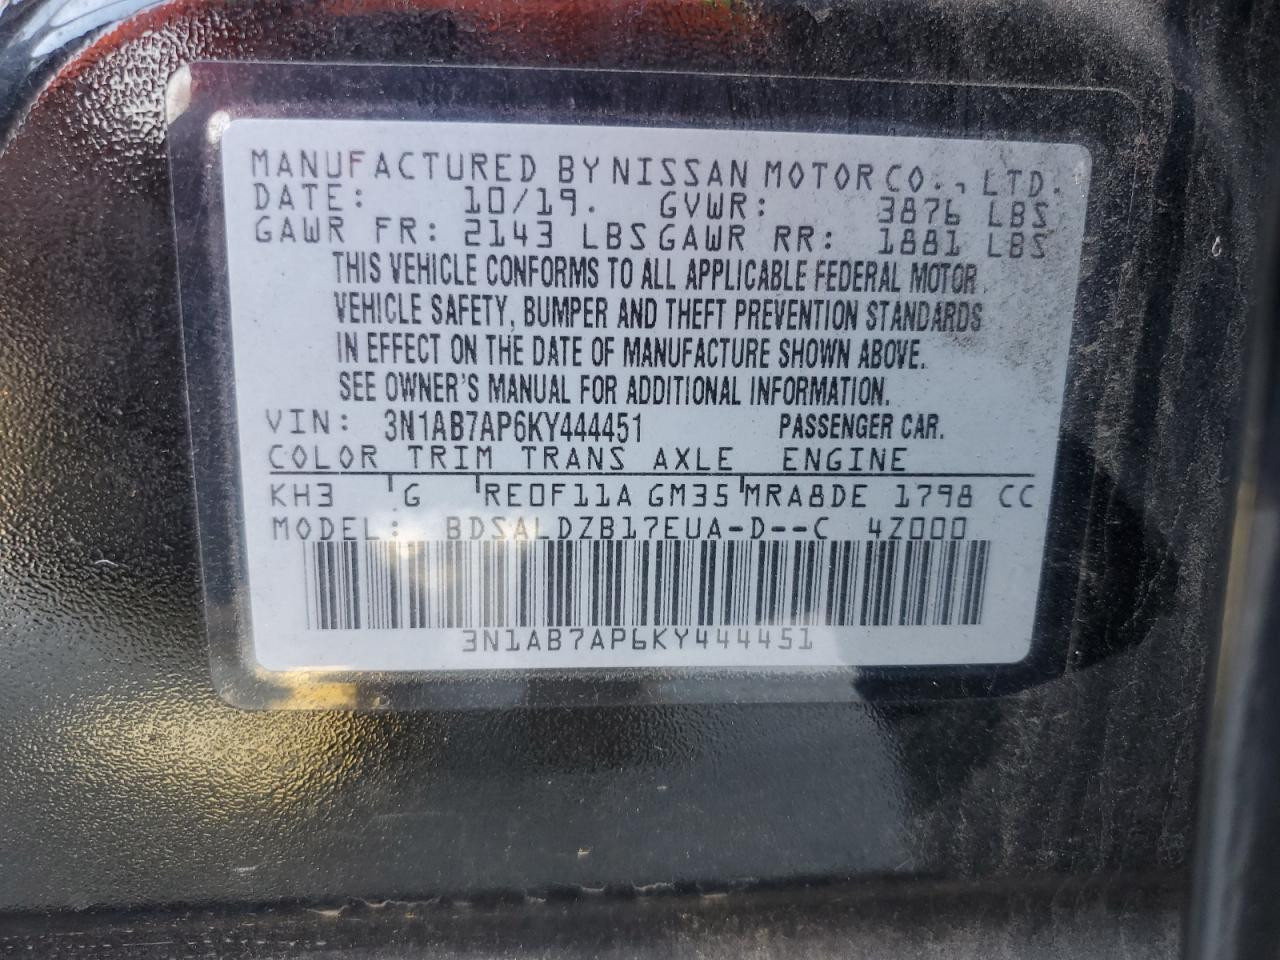 MANUFACTURED BY NISSAN MOTOR CO., LTD.
DATE: 10/19. GVWR: 3876 LBS
GAWR FR: 2143 LBS GAWR RR: 1881 LBS
THIS VEHICLE CONFORMS TO ALL APPLICABLE FEDERAL MOTOR
VEHICLE SAFETY, BUMPER AND THEFT PREVENTION STANDARDS
IN EFFECT ON THE DATE OF MANUFACTURE SHOWN ABOVE.
SEE OWNER'S MANUAL FOR ADDITIONAL INFORMATION.
VIN: 3N1AB7AP6KY444451 PASSENGER CAR.
COLOR TRIM TRANS AXLE ENGINE
KH3 G RE0F11A GM35 MRA8DE 1798 CC
MODEL: BDSALDZB17EUA-D--C 4Z000
3N1AB7AP6KY444451